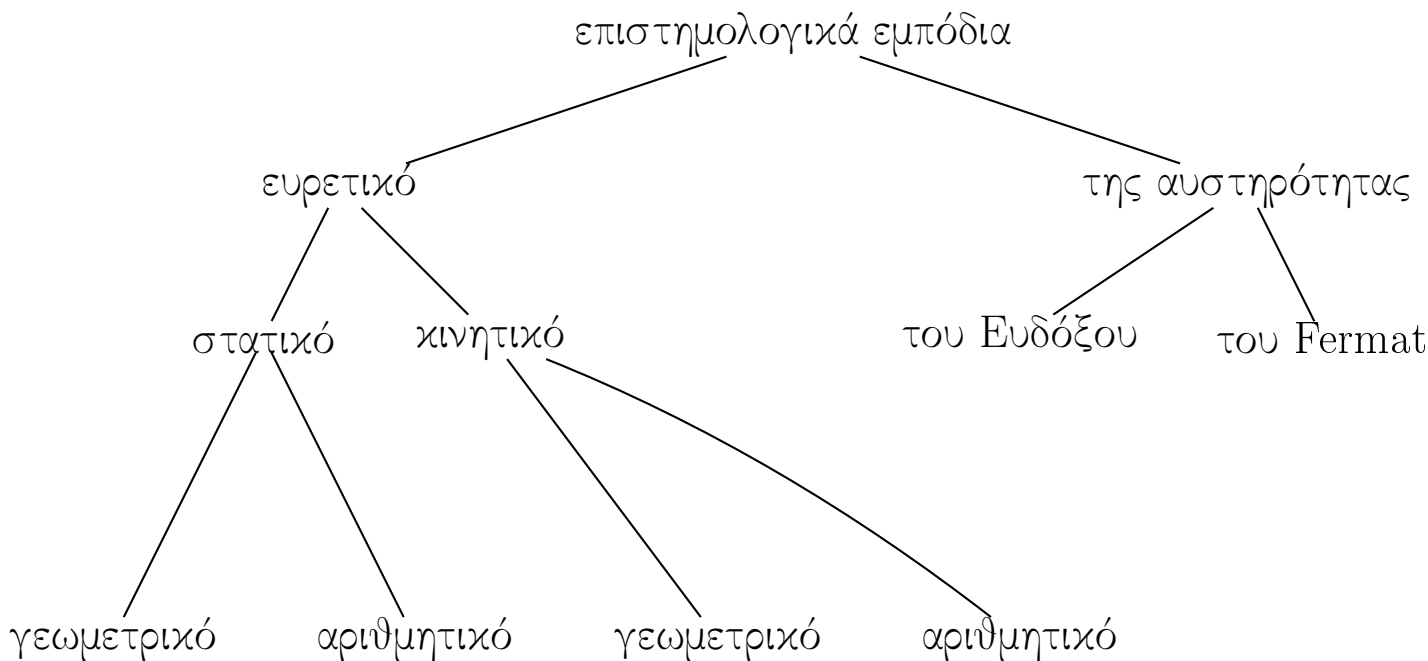 επιστημολογικά εμπόδια
ευρετικό της αυστηρότητας
στατικό κινητικό του Ευδόξου του Fermat
γεωμετρικό αριθμητικό γεωμετρικό αριθμητικό